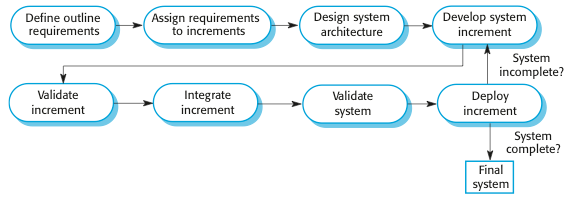 Define outline
requirements
Assign requirements
to increments
Design system
architecture
Develop system
increment
System
incomplete?
Validate
increment
Integrate
increment
Validate
system
Deploy
increment
System
complete?
Final
system